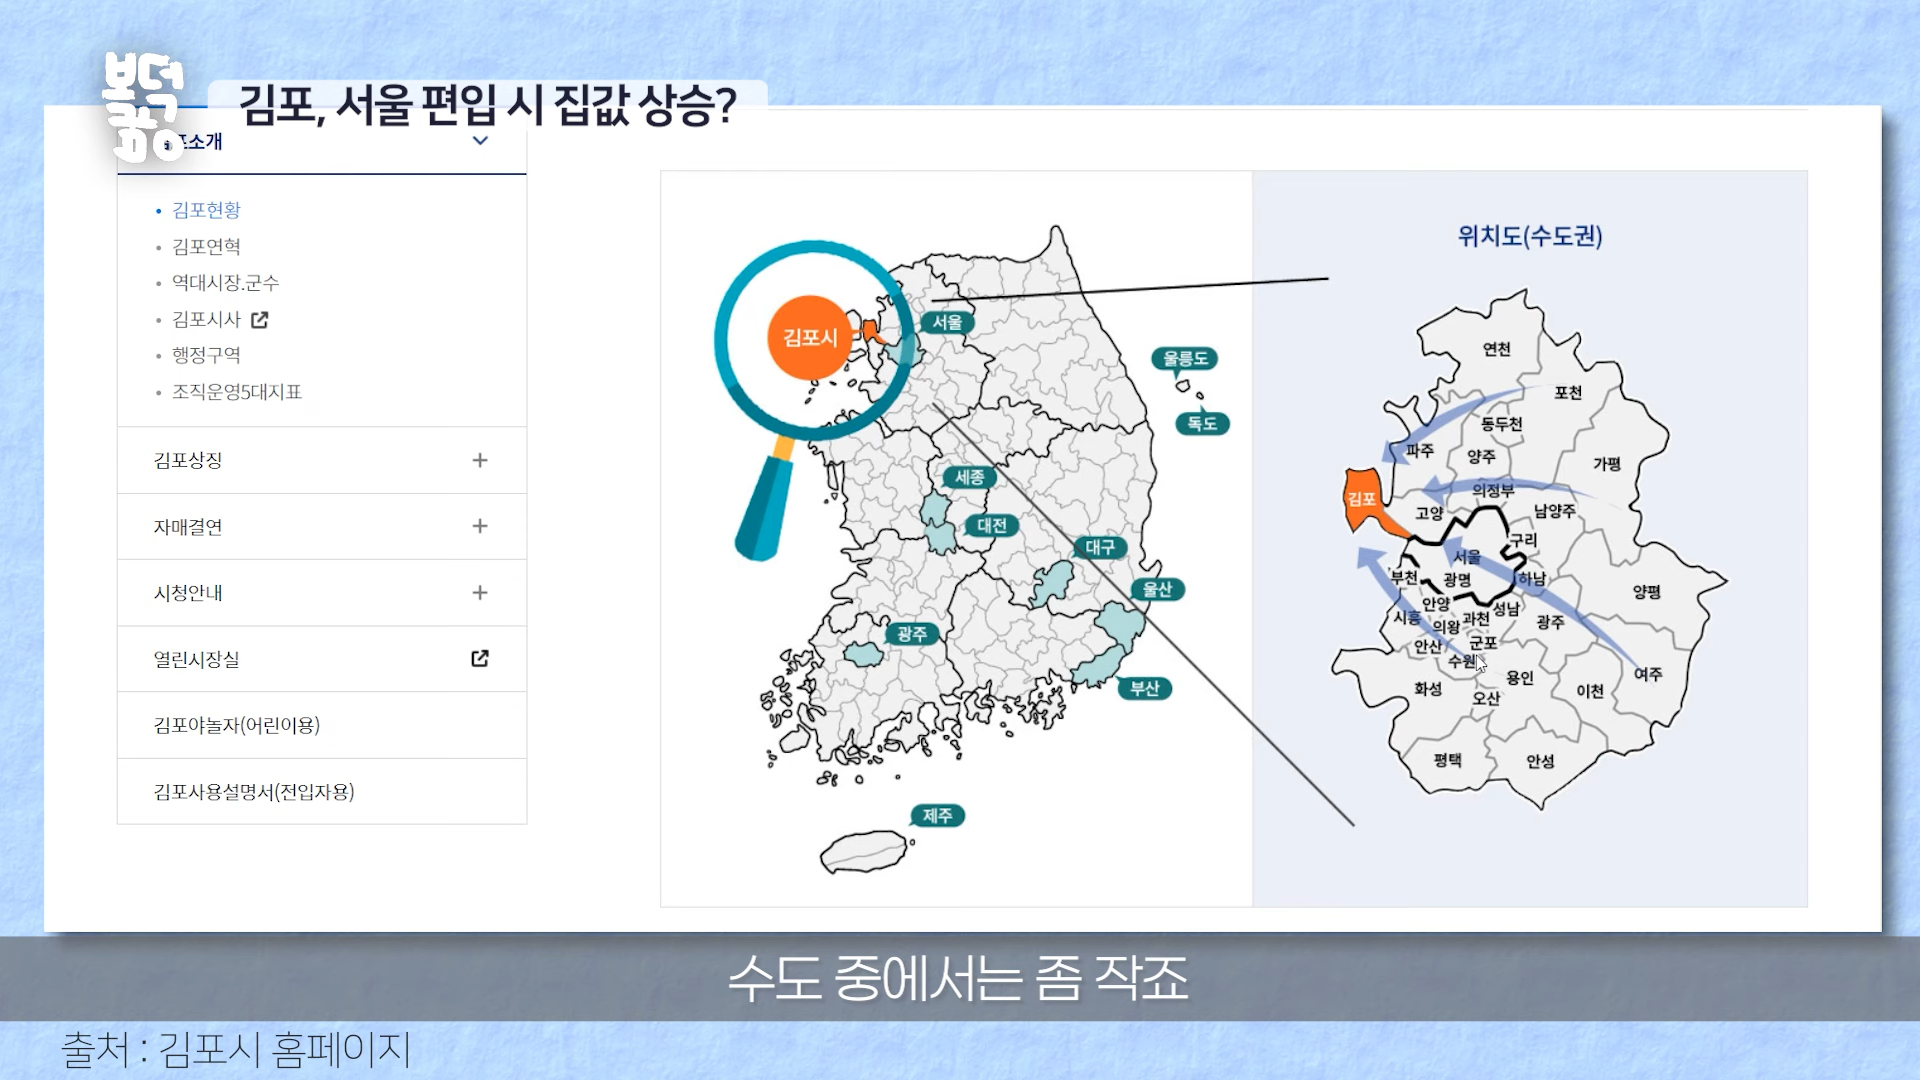 복덕
쾀
김포, 서울 편입 시 집값 상승?
포소개
김포현황
김포연혁
역대시장.군수
김포시사
행정구역
조직운영5대지표
김포상징
자매결연
시청안내
열린시장실
김포야놀자(어린이용)
김포사용설명서(전입자용)
김포시
서울
울릉도
독도
세종
대전
대구
울산
광주
부산
제주
위치도(수도권)
연천
포천
동두천
파주
양주
가평
의정부
김포
고양
남양주
구리
서울
부천
광명
하남
양평
안양
시흥
의왕
과천
성남
광주
안산
군포
수원
화성
용인
오산
이천
여주
평택
안성
수도 중에서는 좀 작죠
출처 : 김포시 홈페이지